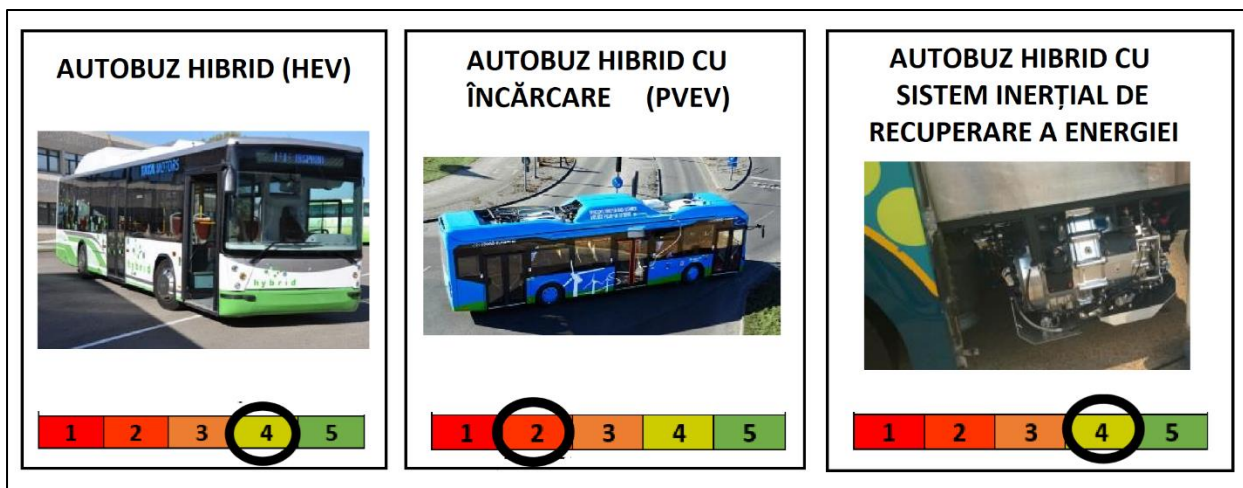 AUTOBUZ HIBRID (HEV)
hybrid
1 2 3 4 5
AUTOBUZ HIBRID CU
ÎNCĂRCARE (PVEV)
1 2 3 4 5
AUTOBUZ HIBRID CU
SISTEM INERȚIAL DE
RECUPERARE A ENERGIEI
1 2 3 4 5